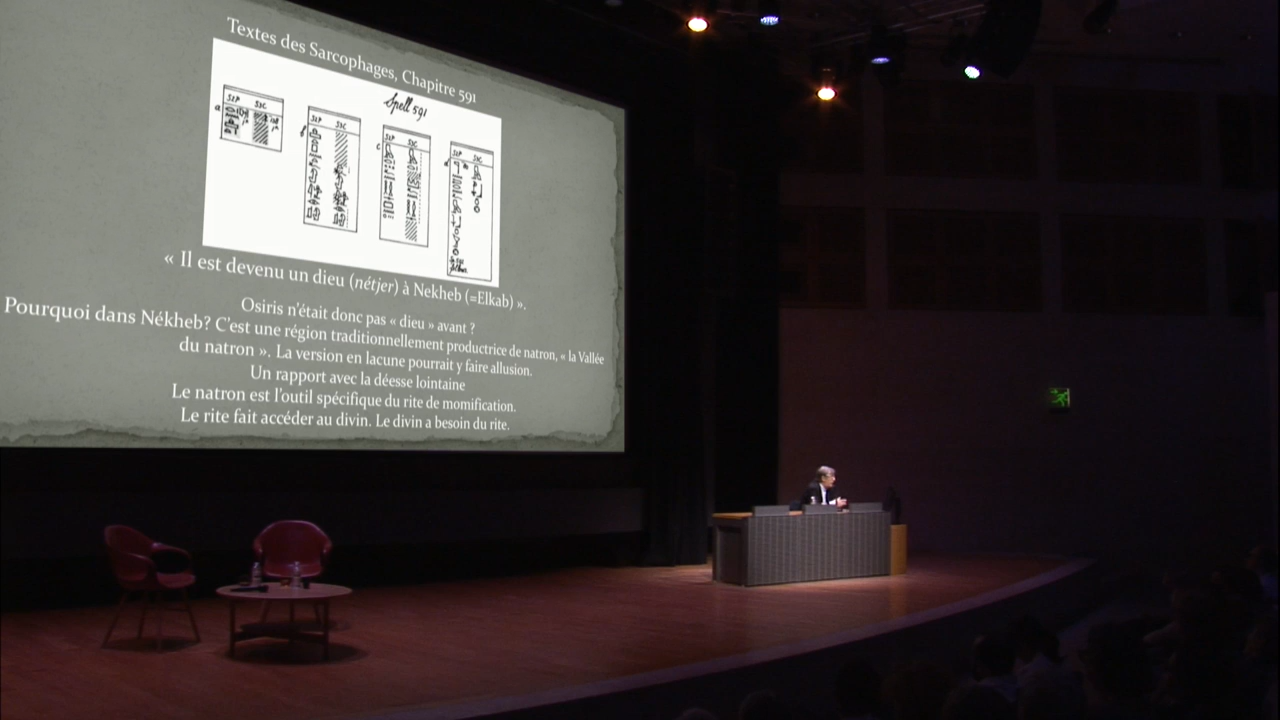 Textes des Sarcophages, Chapitre 591
Spell 591
a
b
c
d
« Il est devenu un dieu (nétjer) à Nekheb (=Elkab) ».
Osiris n'était donc pas « dieu » avant ?
Pourquoi dans Nékheb? C'est une région traditionnellement productrice de natron, « la Vallée
du natron ». La version en lacune pourrait y faire allusion.
Un rapport avec la déesse lointaine
Le natron est l'outil spécifique du rite de momification.
Le rite fait accéder au divin. Le divin a besoin du rite.